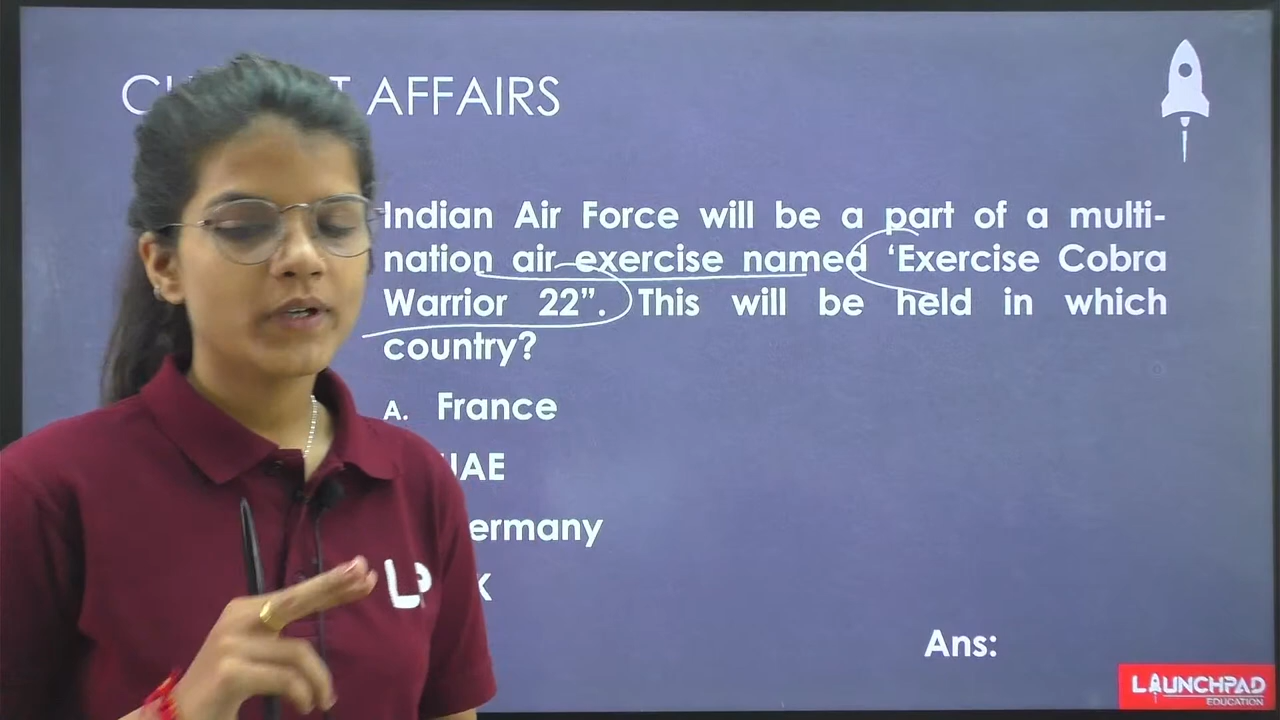 AFFAIRS
Indian Air Force will be a part of a multi-
nation air exercise named ‘Exercise Cobra
Warrior 22”. This will be held in which
country?
A. France
UAE
ermany
K
Ans:
LP
LAUNCHPAD
EDUCATION